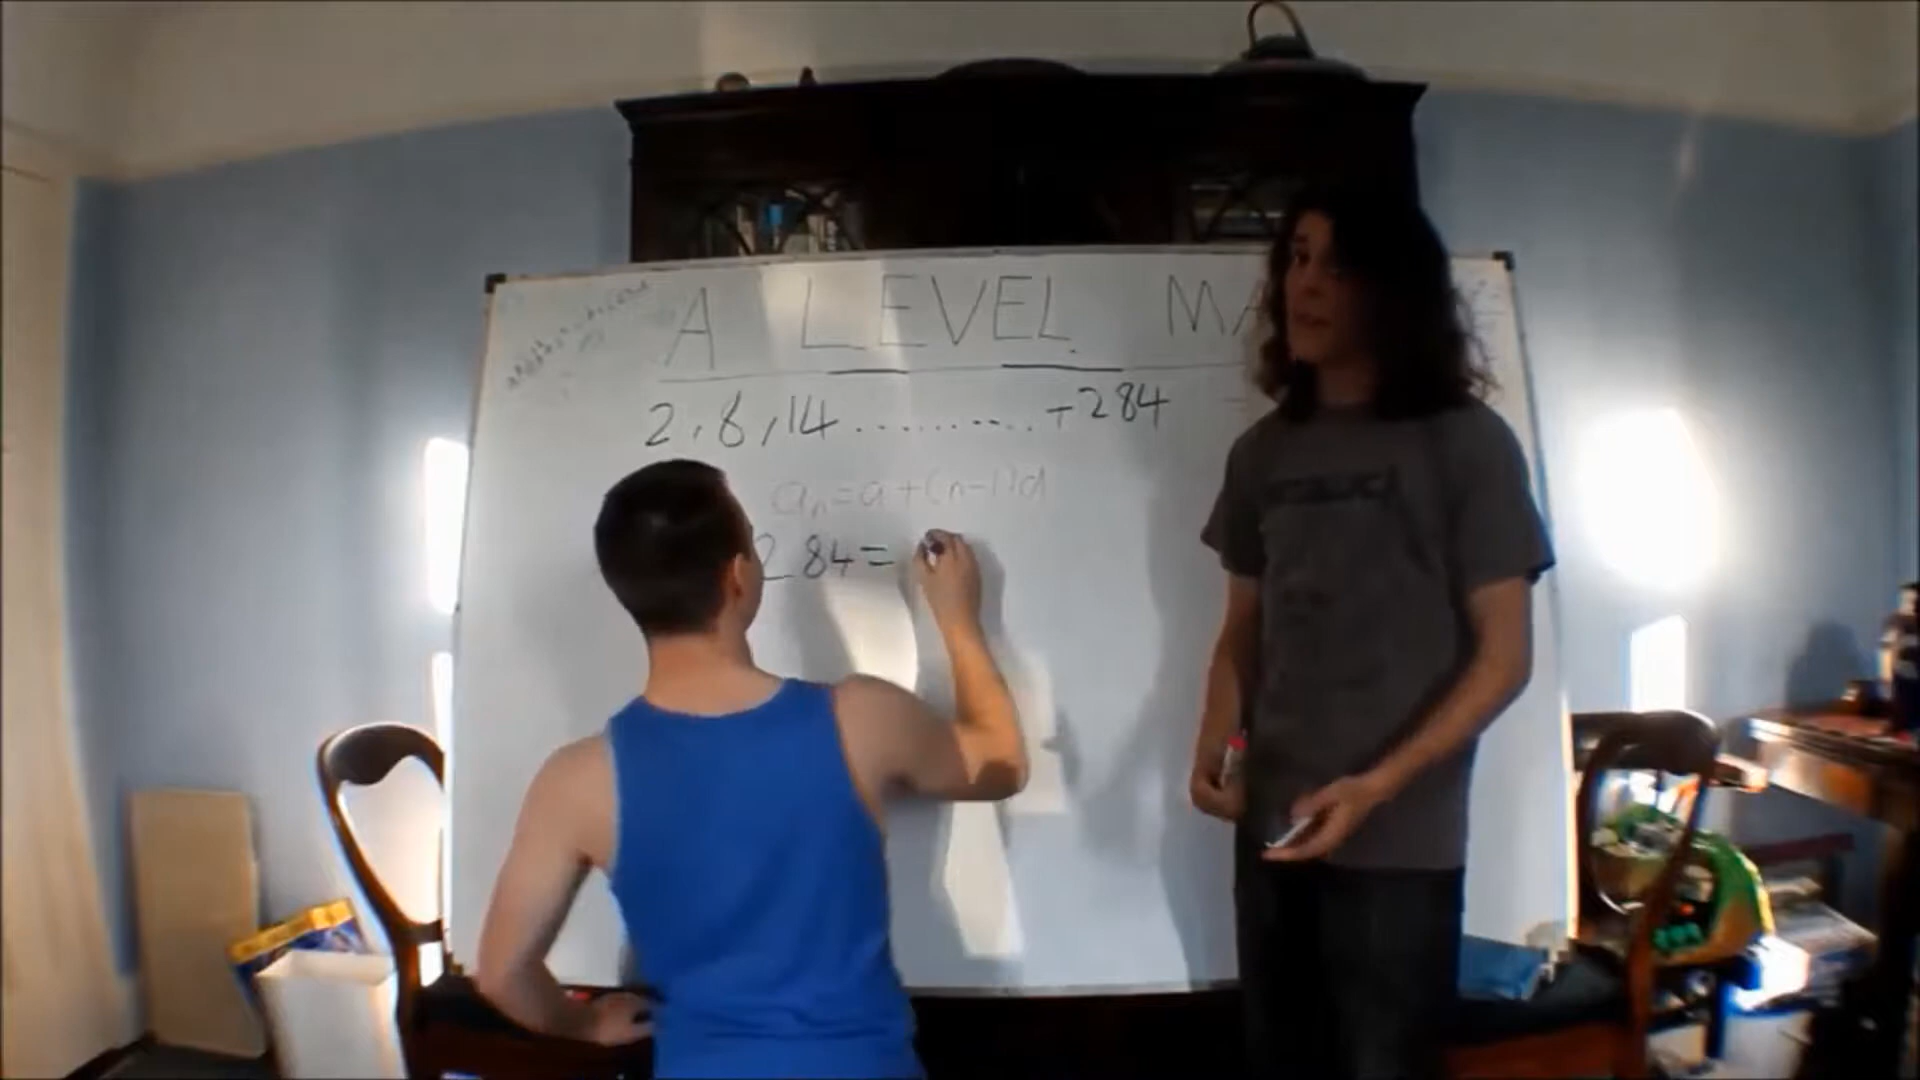 A LEVEL MA
2, 8, 14 .......... + 284
aₙ = a + (n-1)d
284 =